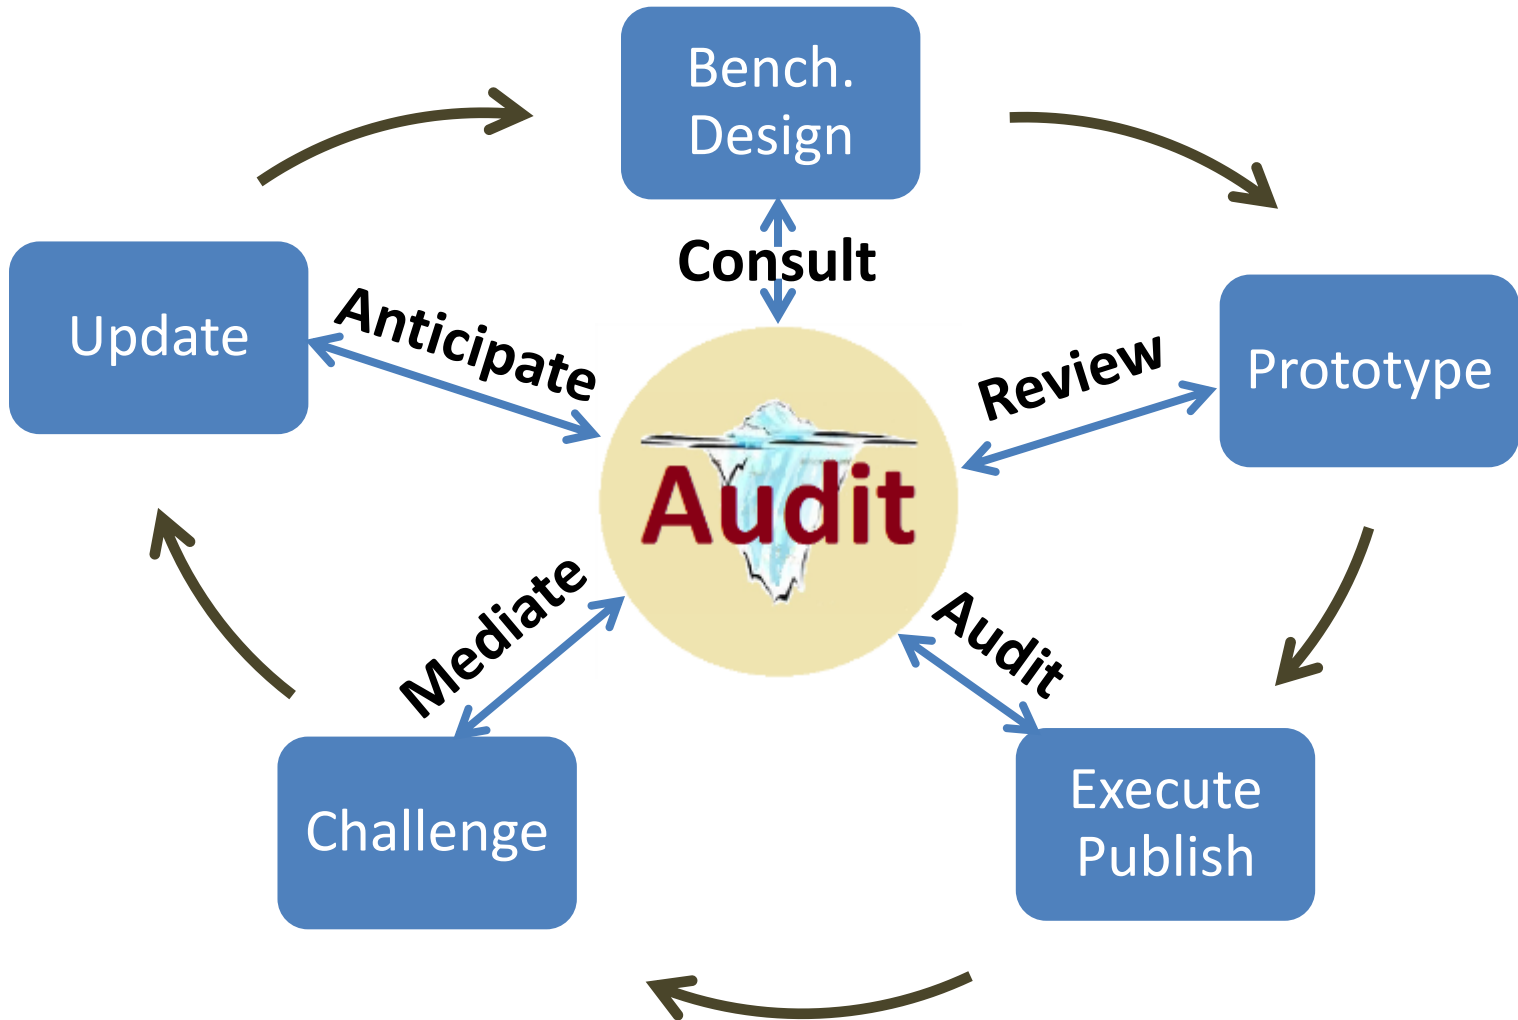 Bench.
Design
Consult
Update
Anticipate
Review
Prototype
Audit
Mediate
Audit
Challenge
Execute
Publish